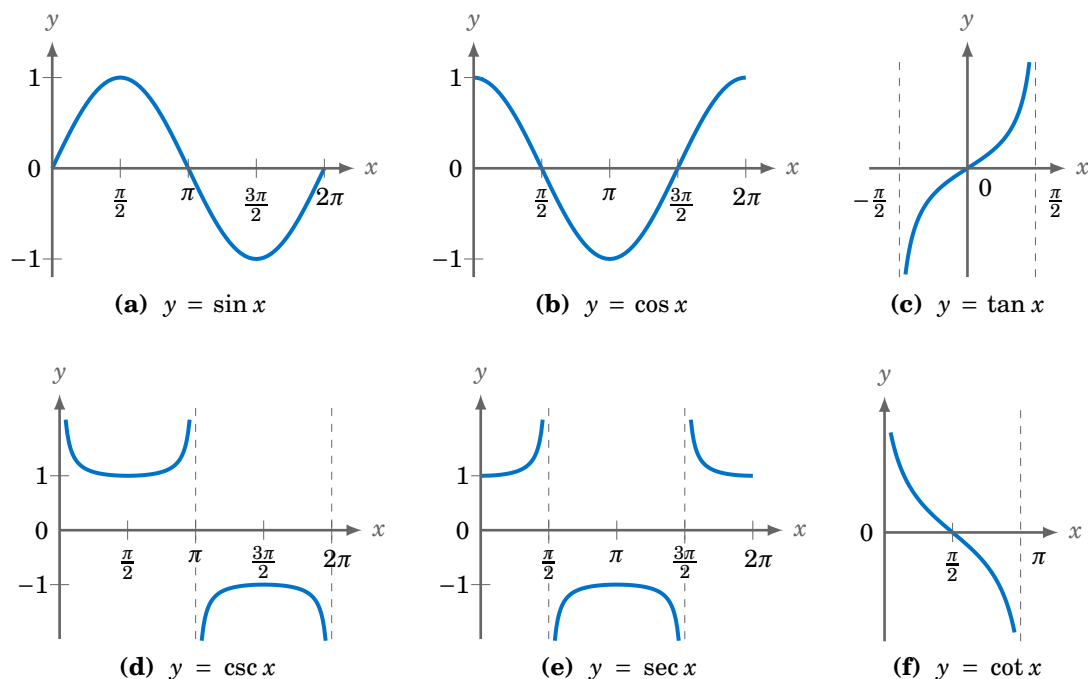 y
1
0
−1
π/2
π
3π/2
2π
x
(a) y = sin x
y
1
0
−1
π/2
π
3π/2
2π
x
(b) y = cos x
y
x
−π/2
0
π/2
(c) y = tan x
y
1
0
−1
π/2
π
3π/2
2π
x
(d) y = csc x
y
1
0
−1
π/2
π
3π/2
2π
x
(e) y = sec x
y
0
π/2
π
x
(f) y = cot x